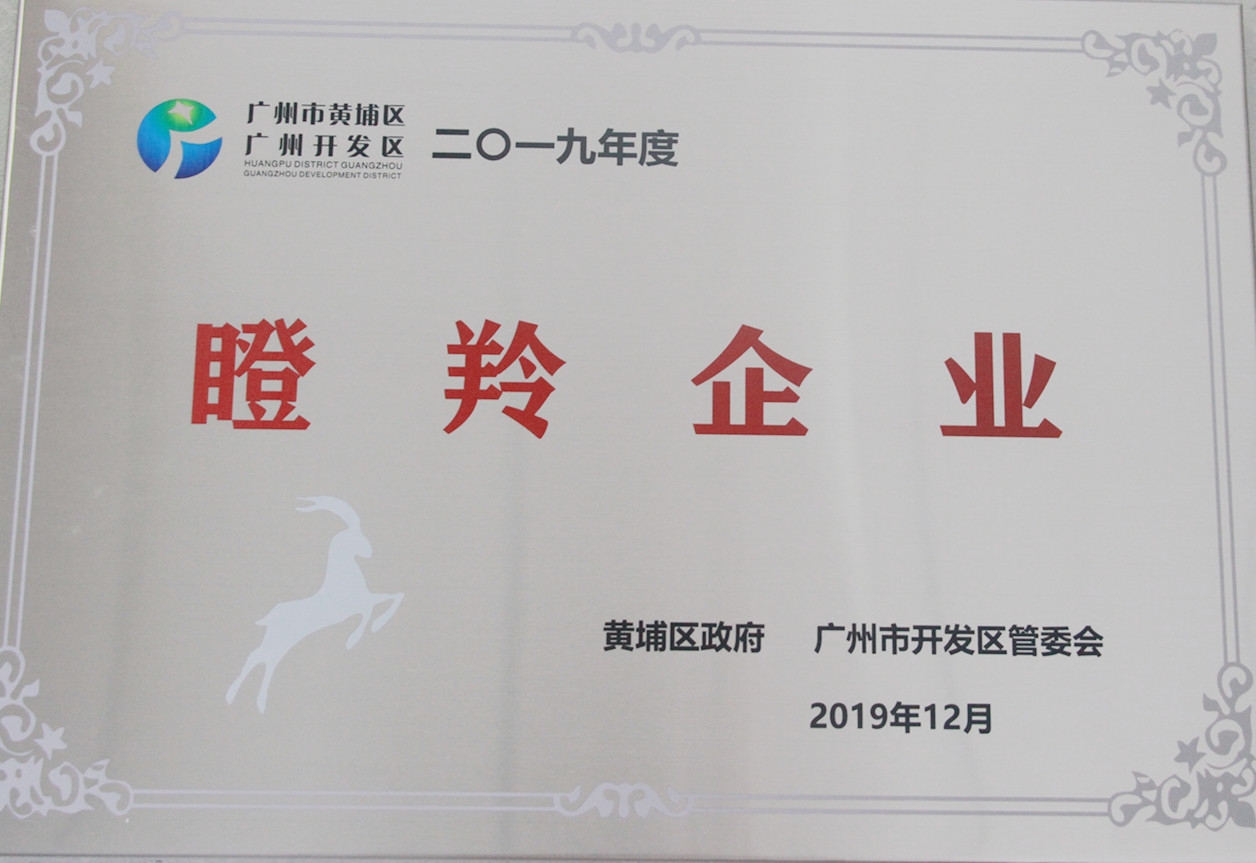 广州市黄埔区
广州开发区
HUANGPU DISTRICT GUANGZHOU
GUANGZHOU DEVELOPMENT DISTRICT
二〇一九年度
瞪羚企业
黄埔区政府 广州市开发区管委会
2019年12月